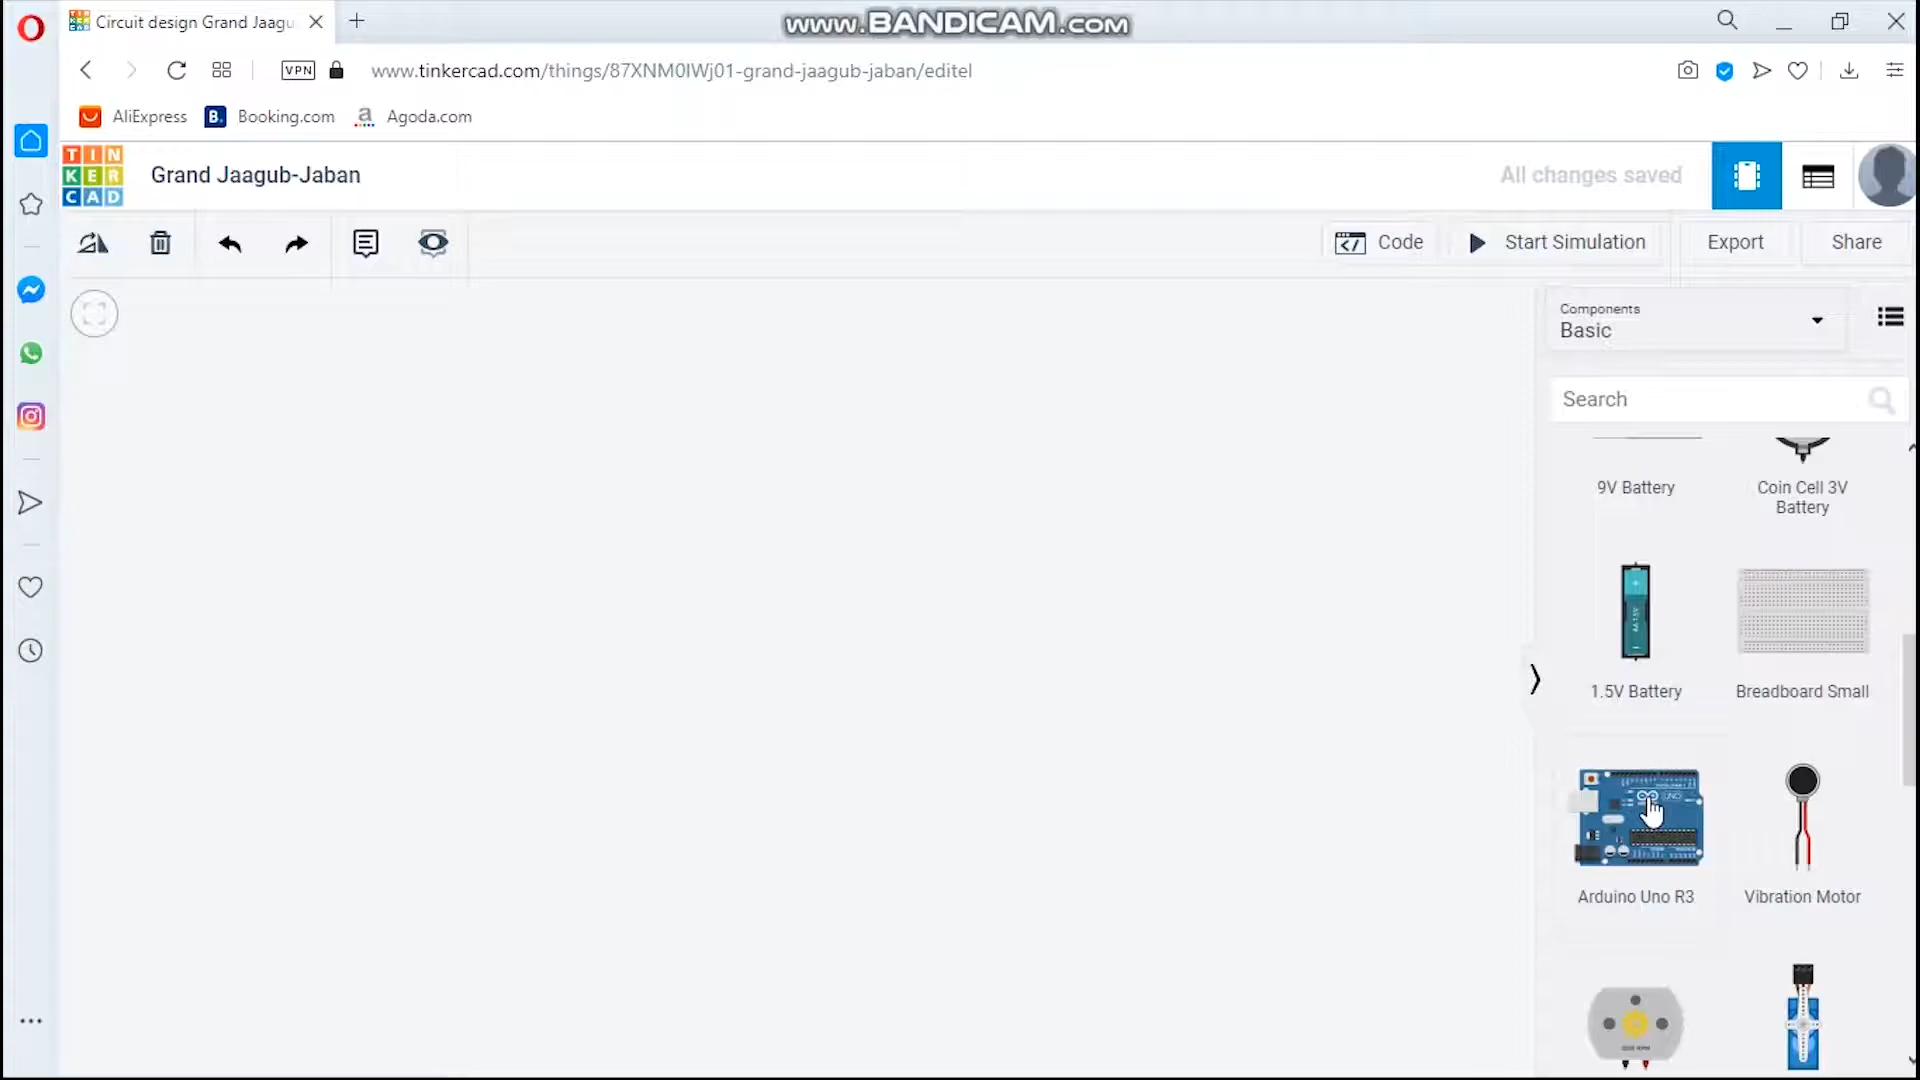 Circuit design Grand Jaagu
www.BANDICAM.com
VPN
www.tinkercad.com/things/87XNM0IWj01-grand-jaagub-jaban/editel
AliExpress
B.
Booking.com
a
Agoda.com
TIN
KER
CAD
Grand Jaagub-Jaban
All changes saved
Code
Start Simulation
Export
Share
Components
Basic
Search
9V Battery
Coin Cell 3V
Battery
1.5V Battery
Breadboard Small
UNO
Arduino Uno R3
Vibration Motor